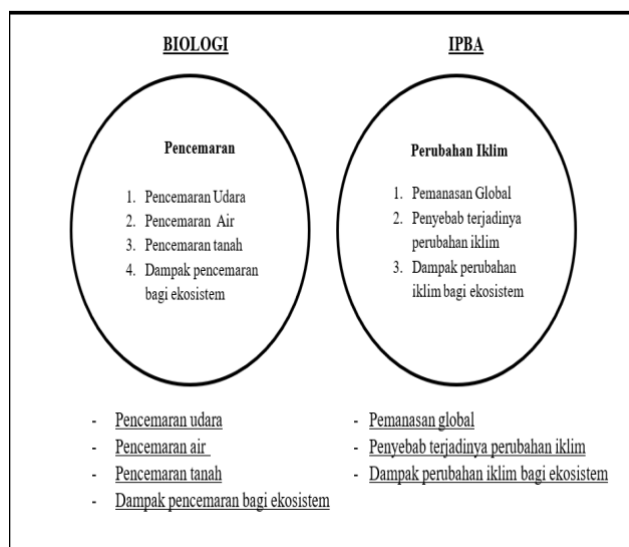 BIOLOGI
Pencemaran
1. Pencemaran Udara
2. Pencemaran Air
3. Pencemaran tanah
4. Dampak pencemaran
bagi ekosistem
- Pencemaran udara
- Pencemaran air
- Pencemaran tanah
- Dampak pencemaran bagi ekosistem
IPBA
Perubahan Iklim
1. Pemanasan Global
2. Penyebab terjadinya
perubahan iklim
3. Dampak perubahan
iklim bagi ekosistem
- Pemanasan global
- Penyebab terjadinya perubahan iklim
- Dampak perubahan iklim bagi ekosistem